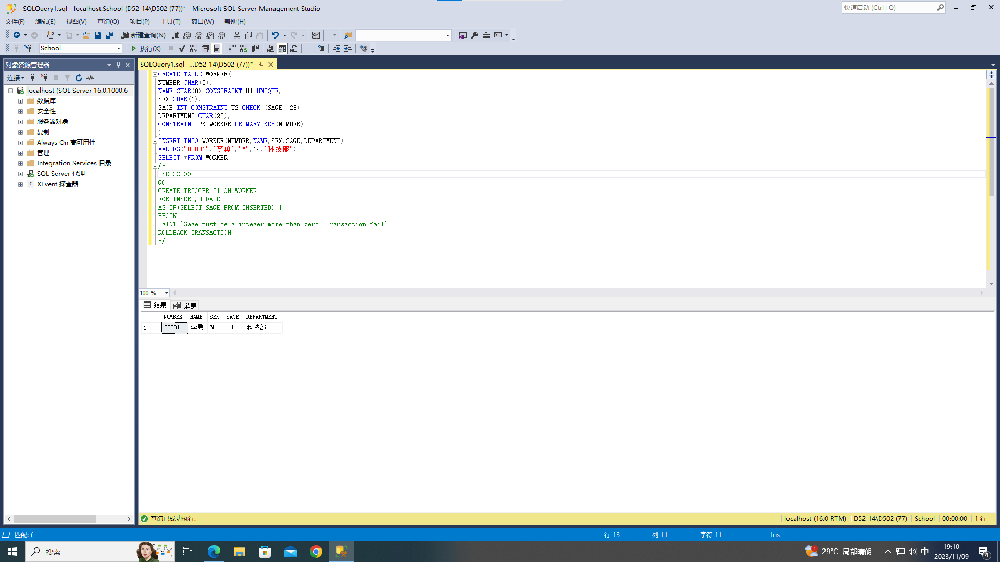 SQLQuery1.sql - localhost.School (D52_14\D502 (77))* - Microsoft SQL Server Management Studio
快速启动 (Ctrl+Q)
文件(F) 编辑(E) 视图(V) 查询(Q) 项目(P) 工具(T) 窗口(W) 帮助(H)
新建查询(N) MDX DMX XMLA DAX
School 执行(X)
对象资源管理器
SQLQuery1.sql -...D52_14\D502 (77))*
连接
localhost (SQL Server 16.0.1000.6 -
数据库
安全性
服务器对象
复制
Always On 高可用性
管理
Integration Services 目录
SQL Server 代理
XEvent 探查器
CREATE TABLE WORKER(
NUMBER CHAR(5),
NAME CHAR(8) CONSTRAINT U1 UNIQUE,
SEX CHAR(1),
SAGE INT CONSTRAINT U2 CHECK (SAGE<=28),
DEPARTMENT CHAR(20),
CONSTRAINT PK_WORKER PRIMARY KEY(NUMBER)
)
INSERT INTO WORKER(NUMBER,NAME,SEX,SAGE,DEPARTMENT)
VALUES('00001','李勇','M',14,'科技部')
SELECT *FROM WORKER
/*
USE SCHOOL
GO
CREATE TRIGGER T1 ON WORKER
FOR INSERT,UPDATE
AS IF(SELECT SAGE FROM INSERTED)<1
BEGIN
PRINT 'Sage must be a integer more than zero! Transaction fail'
ROLLBACK TRANSACTION
*/
100 %
结果 消息
NUMBER NAME SEX SAGE DEPARTMENT
1 00001 李勇 M 14 科技部
查询已成功执行。
localhost (16.0 RTM) D52_14\D502 (77) School 00:00:00 1 行
匹配: (
行 13 列 11 字符 11 Ins
搜索
1 29°C 局部晴朗 中 19:10
2023/11/09
4